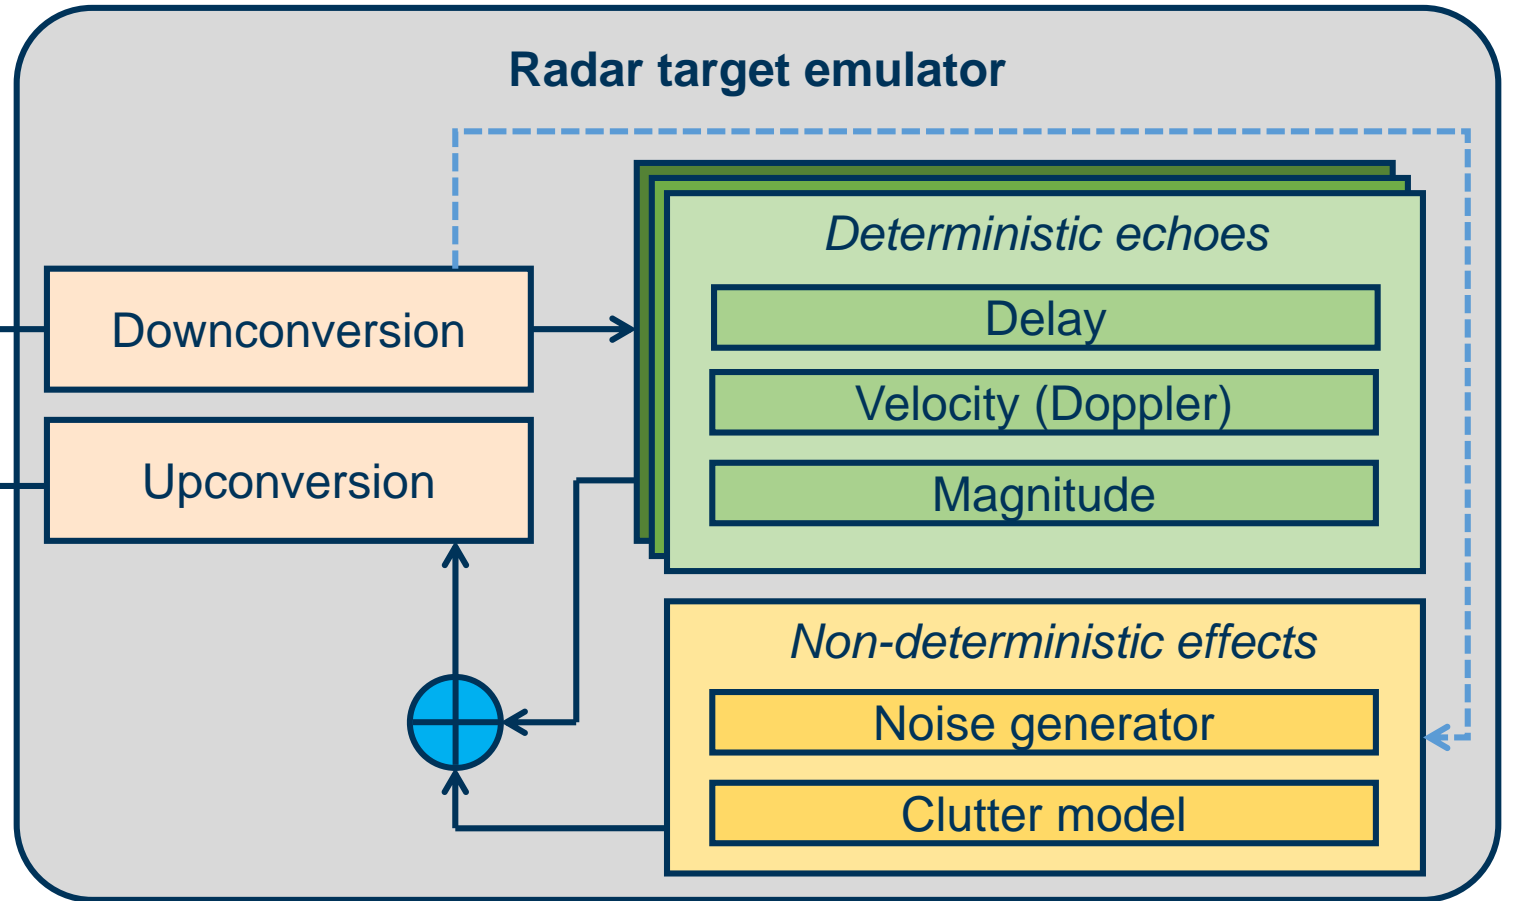 Radar target emulator
Deterministic echoes
Downconversion
Delay
Velocity (Doppler)
Upconversion
Magnitude
Non-deterministic effects
Noise generator
Clutter model